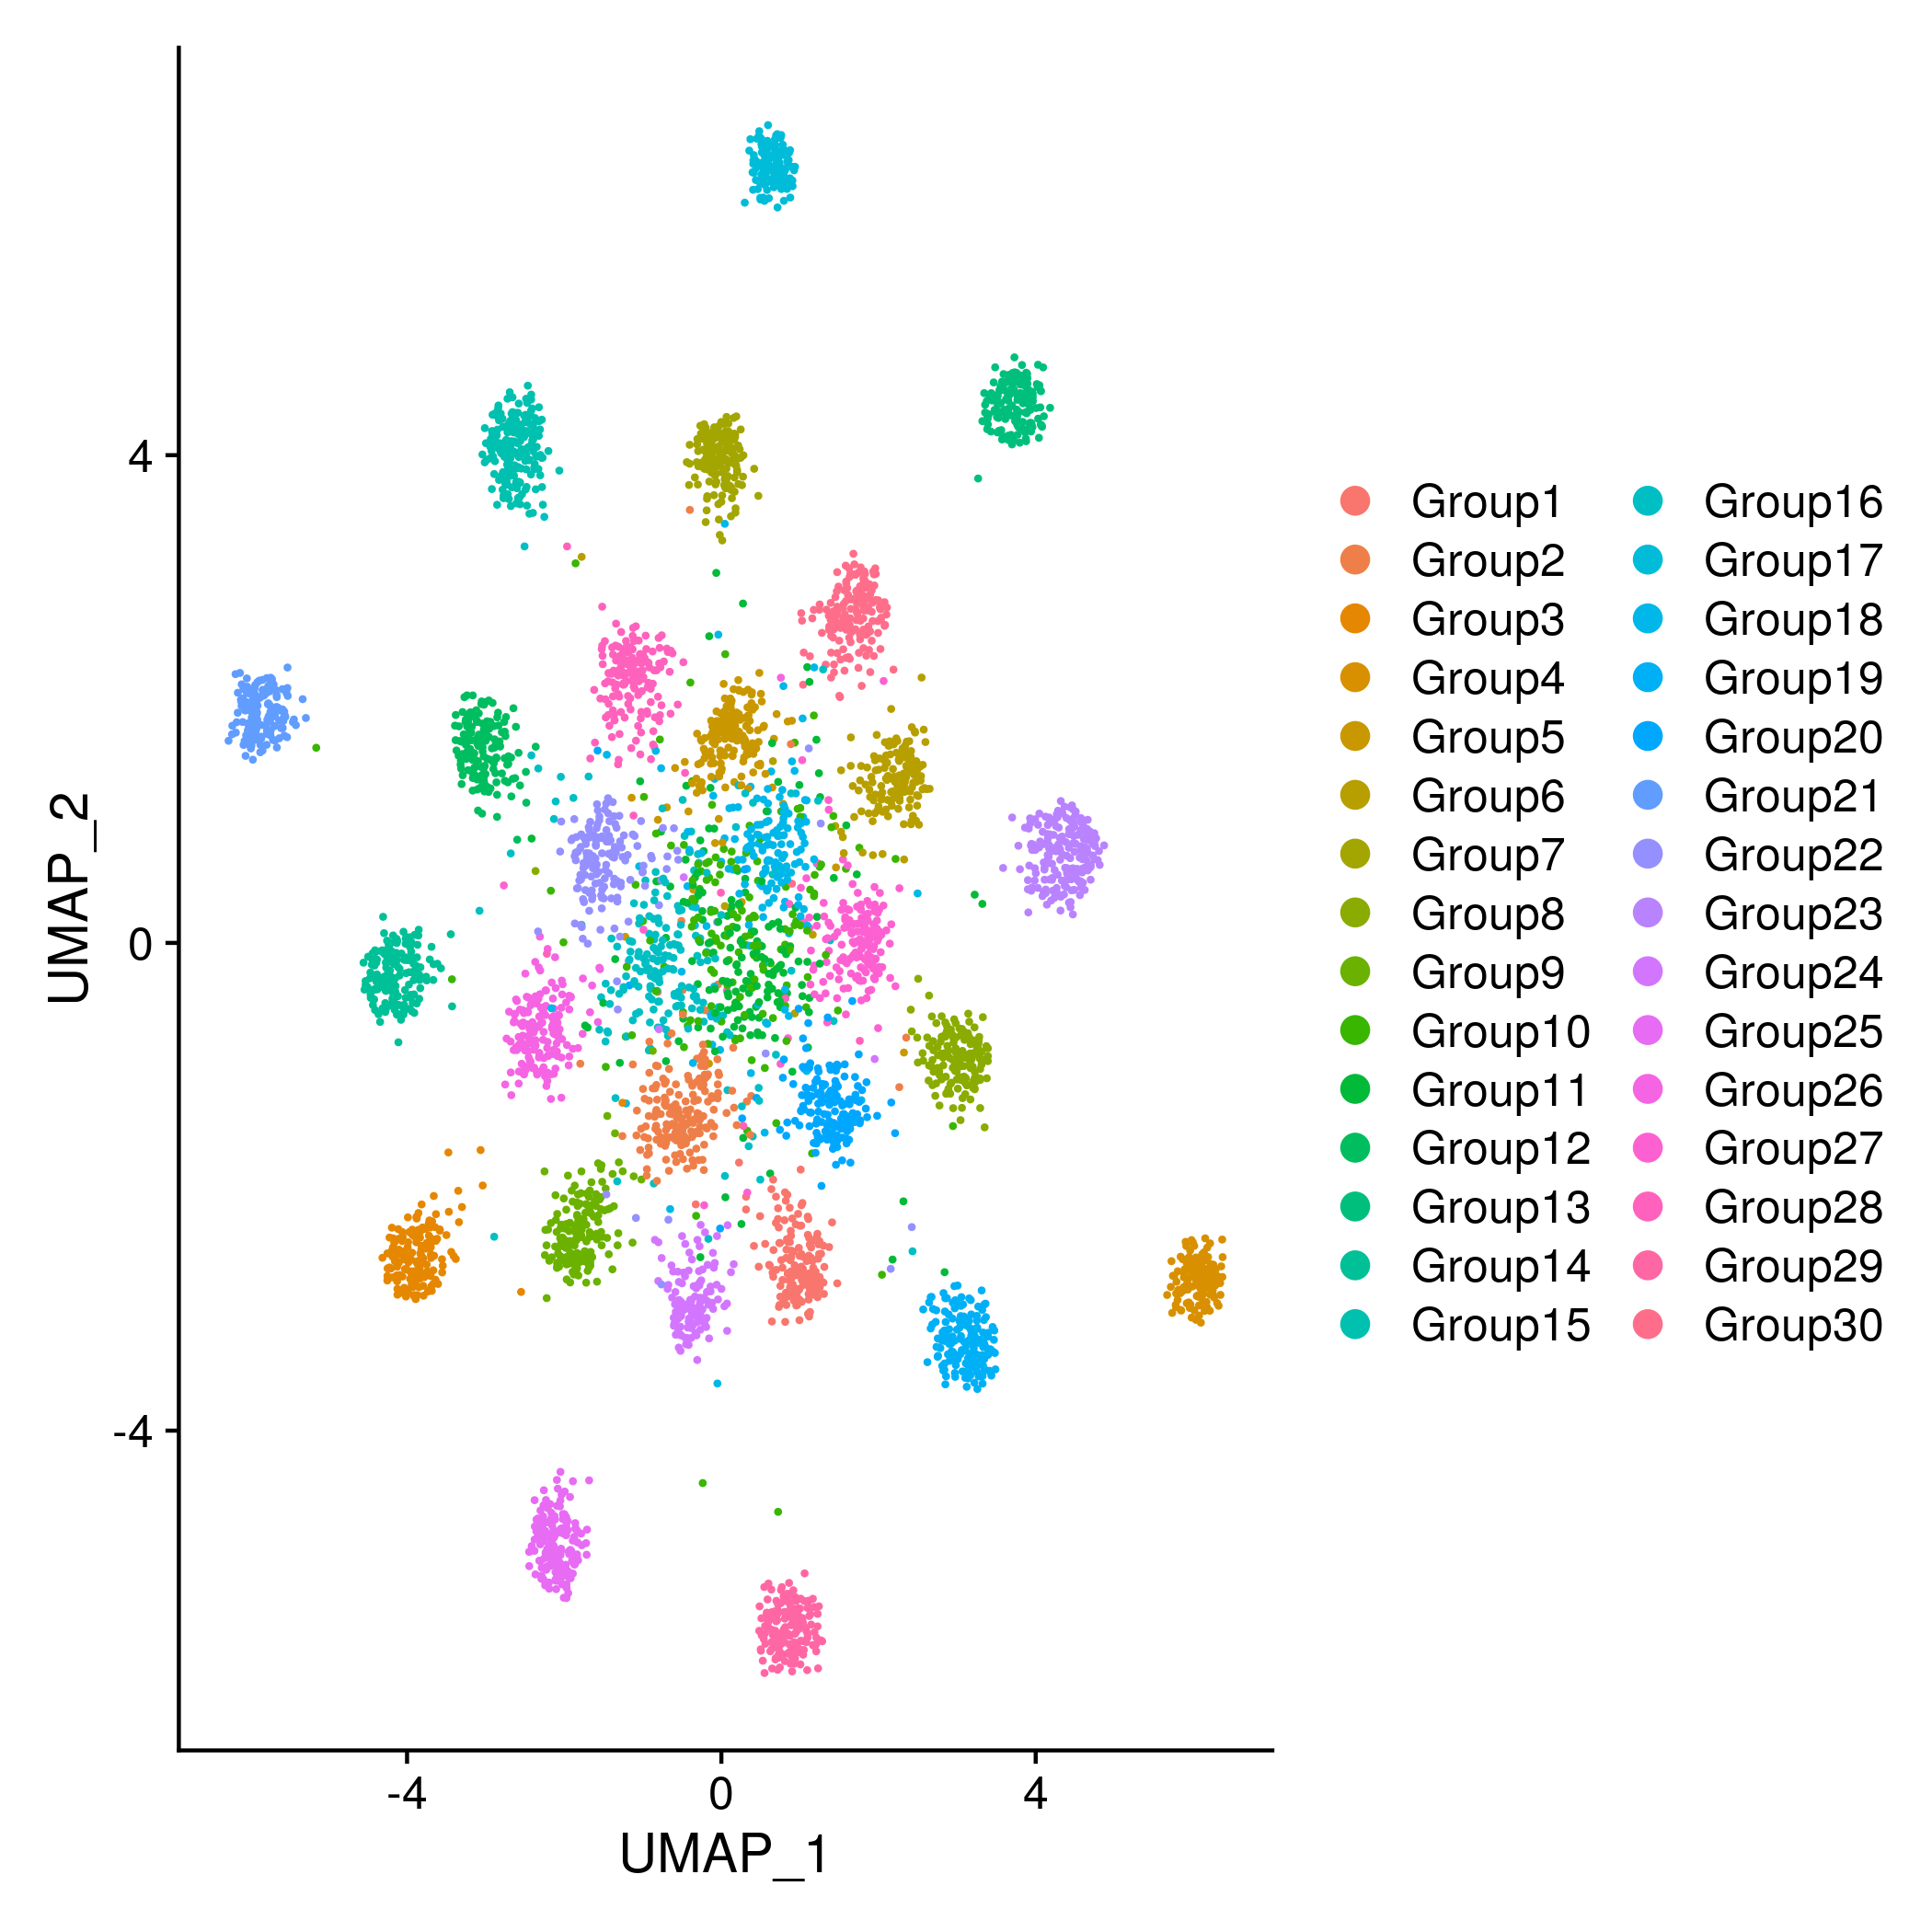 UMAP_2
4
0
-4
-4 0 4
UMAP_1
Group1 Group16
Group2 Group17
Group3 Group18
Group4 Group19
Group5 Group20
Group6 Group21
Group7 Group22
Group8 Group23
Group9 Group24
Group10 Group25
Group11 Group26
Group12 Group27
Group13 Group28
Group14 Group29
Group15 Group30